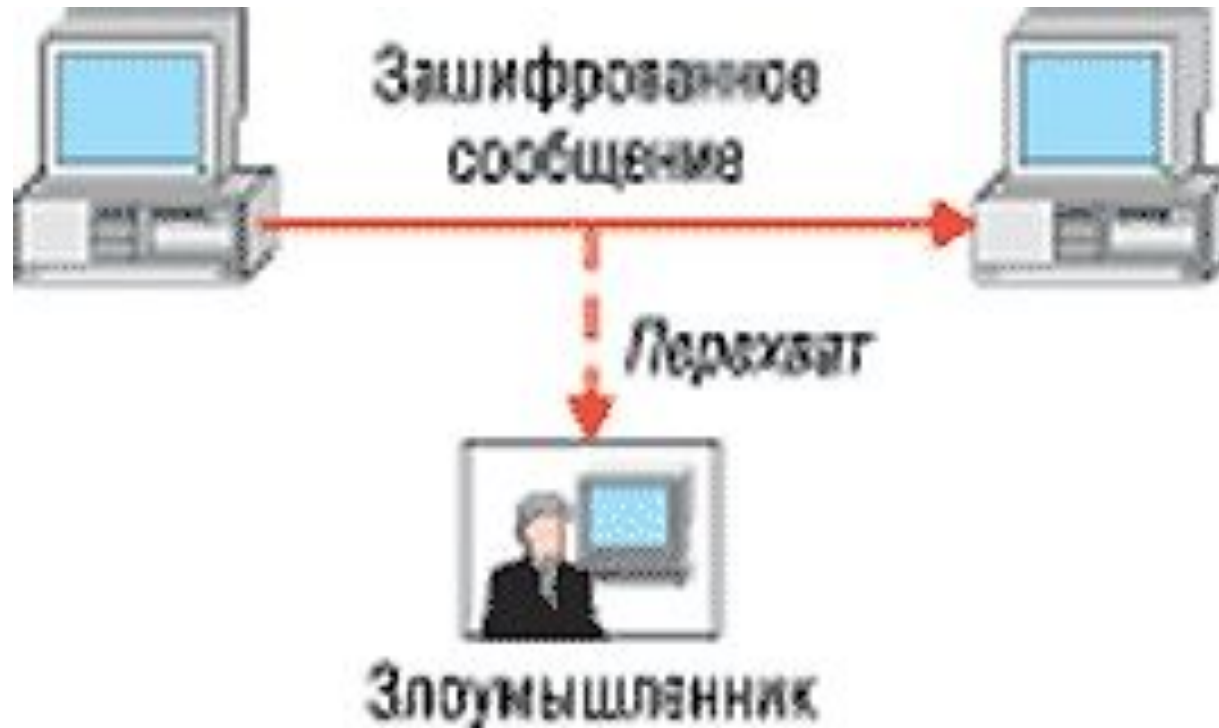 Зашифрованное
сообщение
Перехват
Злоумышленник